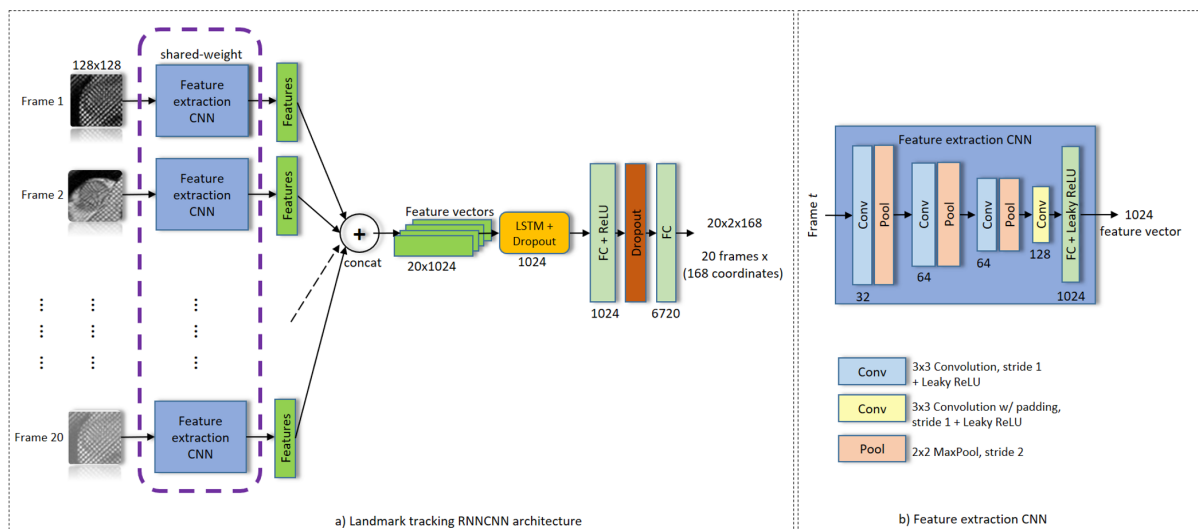 shared-weight
128x128
Frame 1
Feature
extraction
CNN
Features
Frame 2
Feature
extraction
CNN
Features
Frame 20
Feature
extraction
CNN
Features
+
concat
Feature vectors
20x1024
LSTM +
Dropout
1024
FC + ReLU
1024
Dropout
FC
6720
20x2x168
20 frames x
(168 coordinates)
a) Landmark tracking RNNCNN architecture
Feature extraction CNN
Frame t
Conv
Pool
32
Conv
Pool
64
Conv
Pool
64
Conv
128
FC + Leaky ReLU
1024
1024
feature vector
Conv
3x3 Convolution, stride 1
+ Leaky ReLU
Conv
3x3 Convolution w/ padding,
stride 1 + Leaky ReLU
Pool
2x2 MaxPool, stride 2
b) Feature extraction CNN